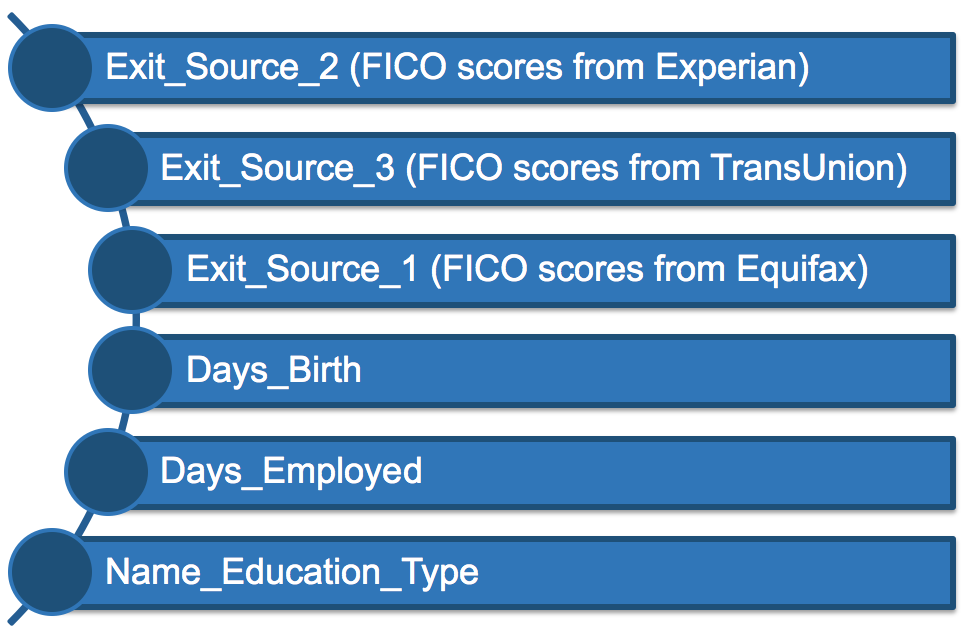 Exit_Source_2 (FICO scores from Experian)
Exit_Source_3 (FICO scores from TransUnion)
Exit_Source_1 (FICO scores from Equifax)
Days_Birth
Days_Employed
Name_Education_Type